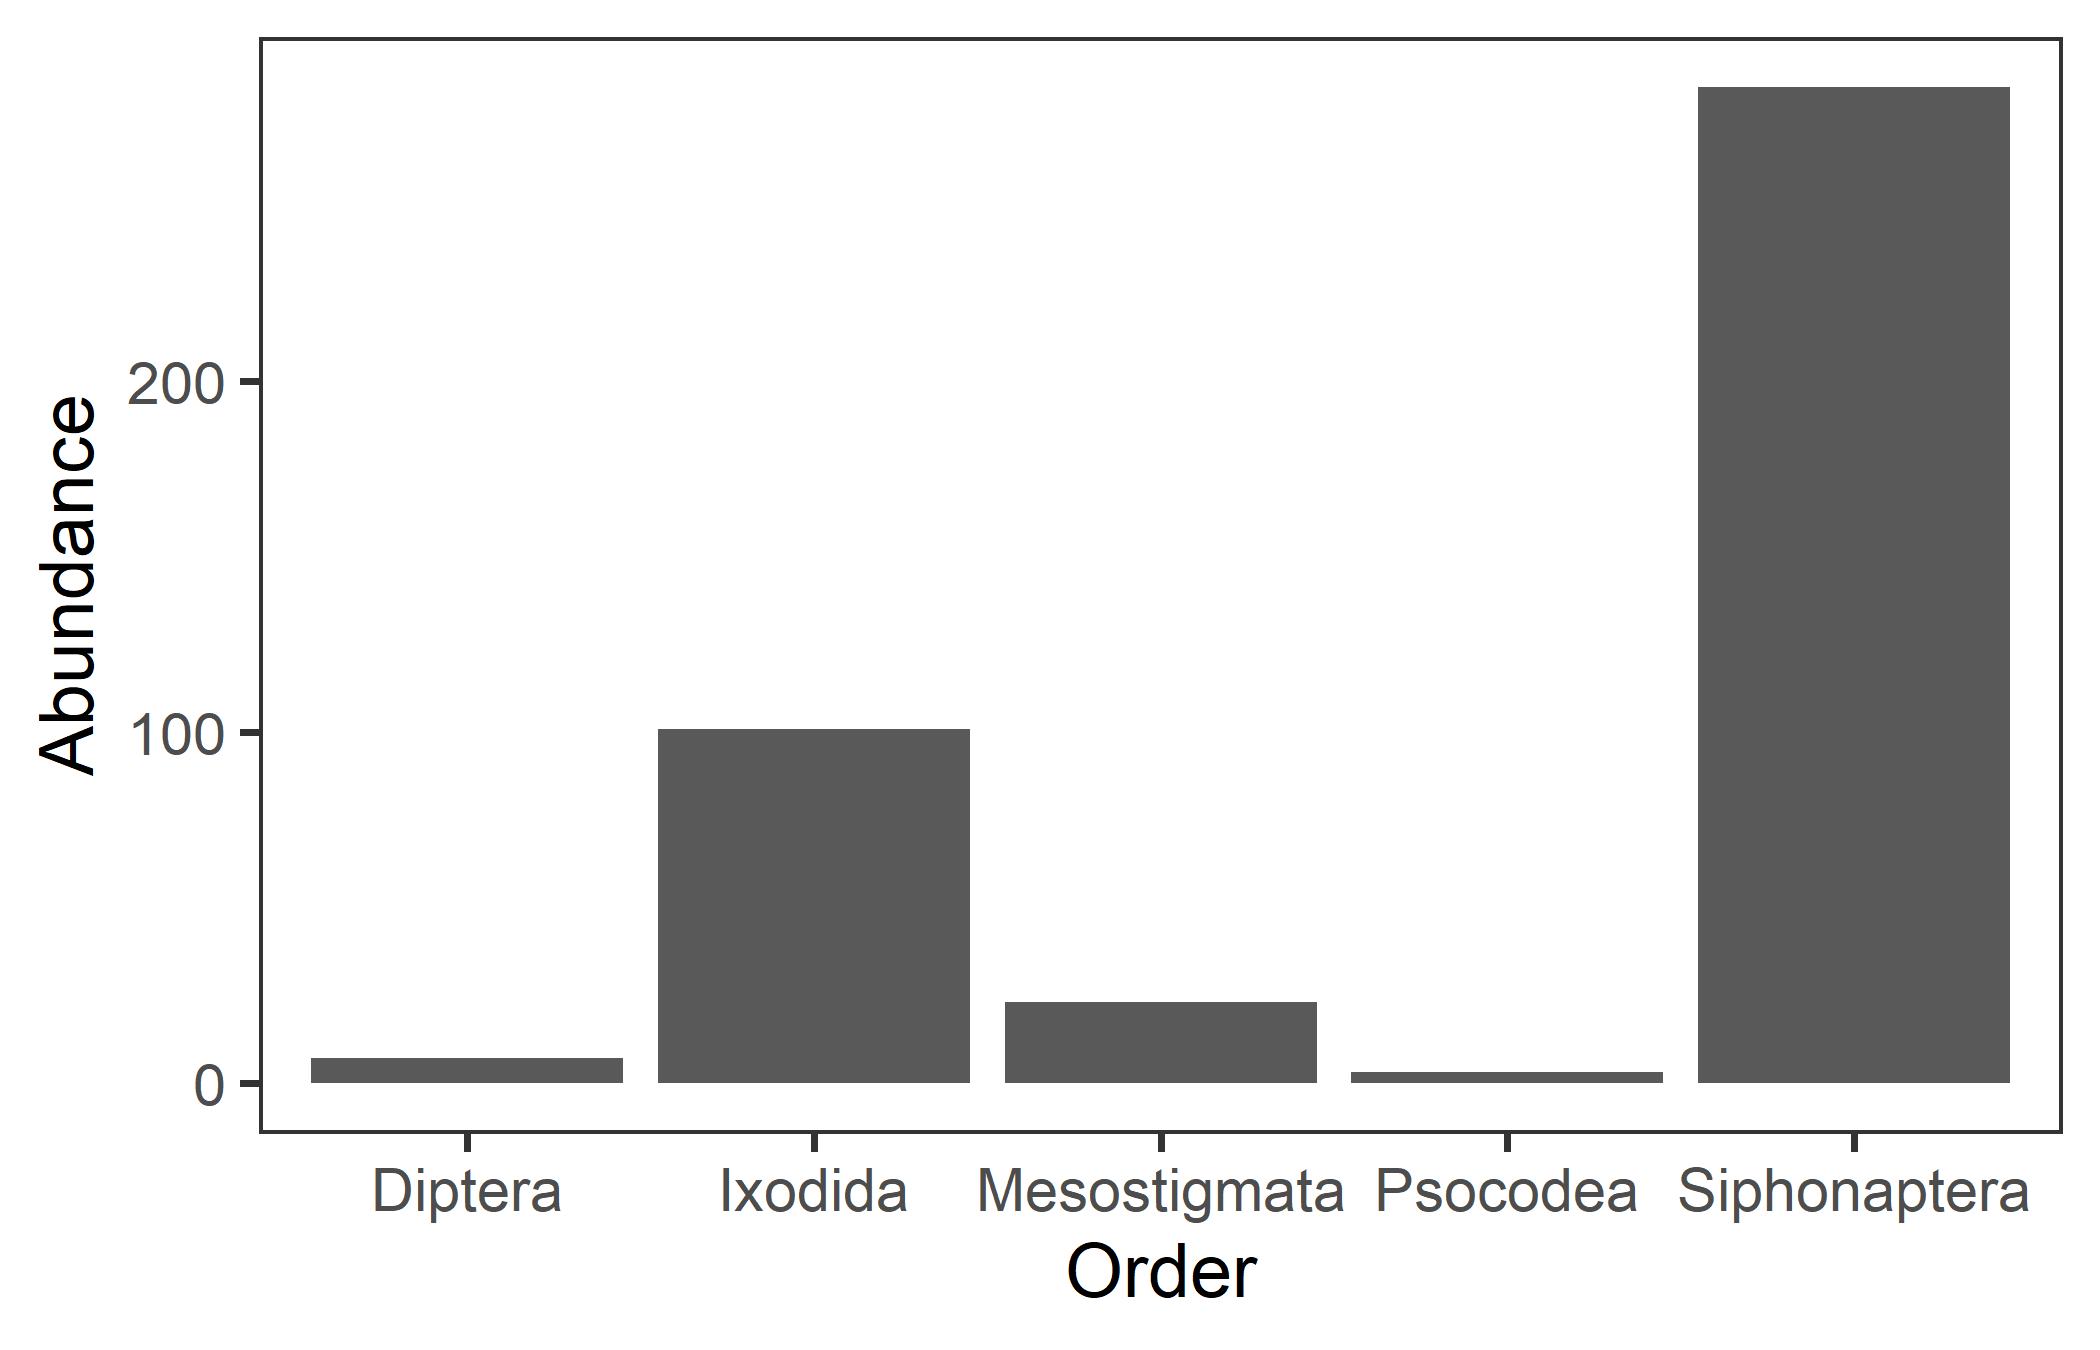 Abundance
200
100
0
Diptera Ixodida Mesostigmata Psocodea Siphonaptera
Order